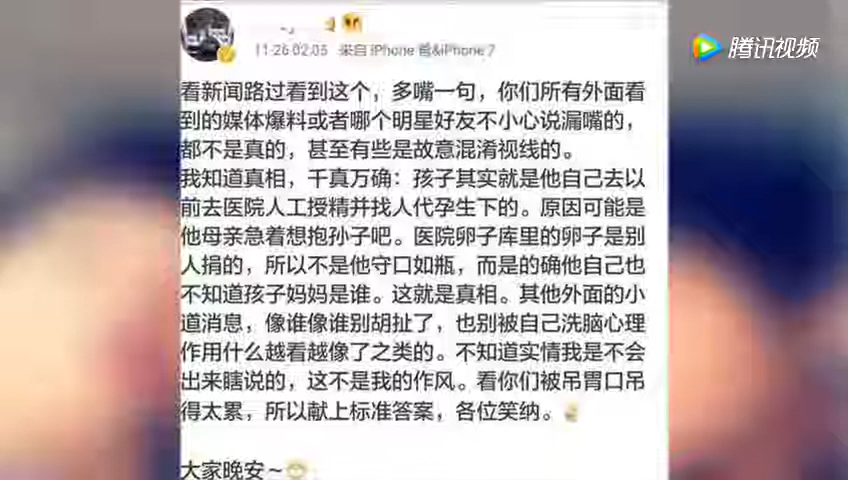 腾讯视频
11-26 02:05 来自 iPhone 爸&iPhone 7
看新闻路过看到这个，多嘴一句，你们所有外面看
到的媒体爆料或者哪个明星好友不小心说漏嘴的，
都不是真的，甚至有些是故意混淆视线的。
我知道真相，千真万确：孩子其实就是他自己去以
前去医院人工授精并找人代孕生下的。原因可能是
他母亲急着想抱孙子吧。医院卵子库里的卵子是别
人捐的，所以不是他守口如瓶，而是的确他自己也
不知道孩子妈妈是谁。这就是真相。其他外面的小
道消息，像谁像谁别胡扯了，也别被自己洗脑心理
作用什么越看越像了之类的。不知道实情我是不会
出来瞎说的，这不是我的作风。看你们被吊胃口吊
得太累，所以献上标准答案，各位笑纳。
大家晚安～